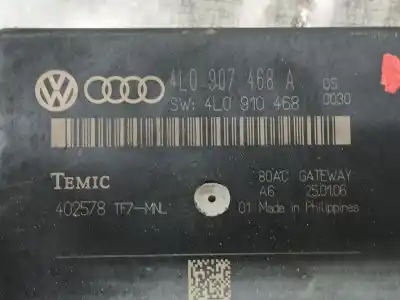 4L0 907 468 A 05
SW: 4L0 910 468 0030
TEMIC 80AC GATEWAY
A6 25.01.06
402578 TF7-MNL 01 Made in Philippines